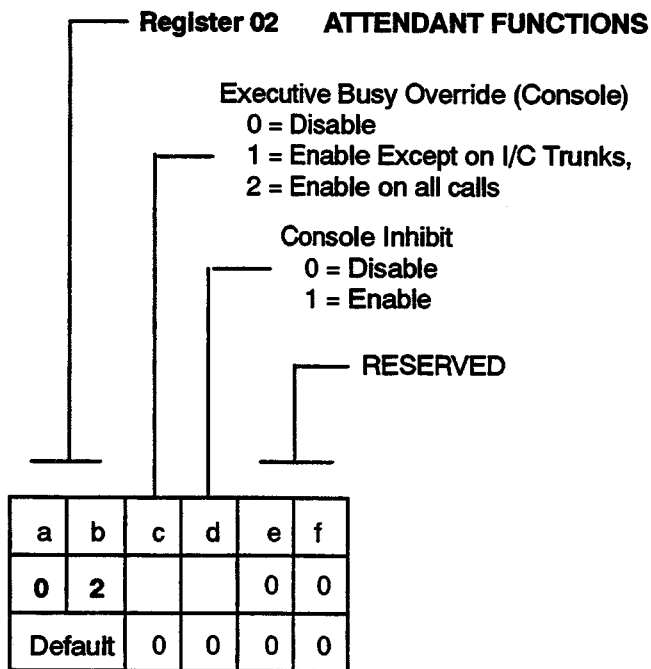 Register 02 ATTENDANT FUNCTIONS
Executive Busy Override (Console)
0 = Disable
1 = Enable Except on I/C Trunks,
2 = Enable on all calls
Console Inhibit
0 = Disable
1 = Enable
RESERVED
a b c d e f
0 2 0 0
Default 0 0 0 0